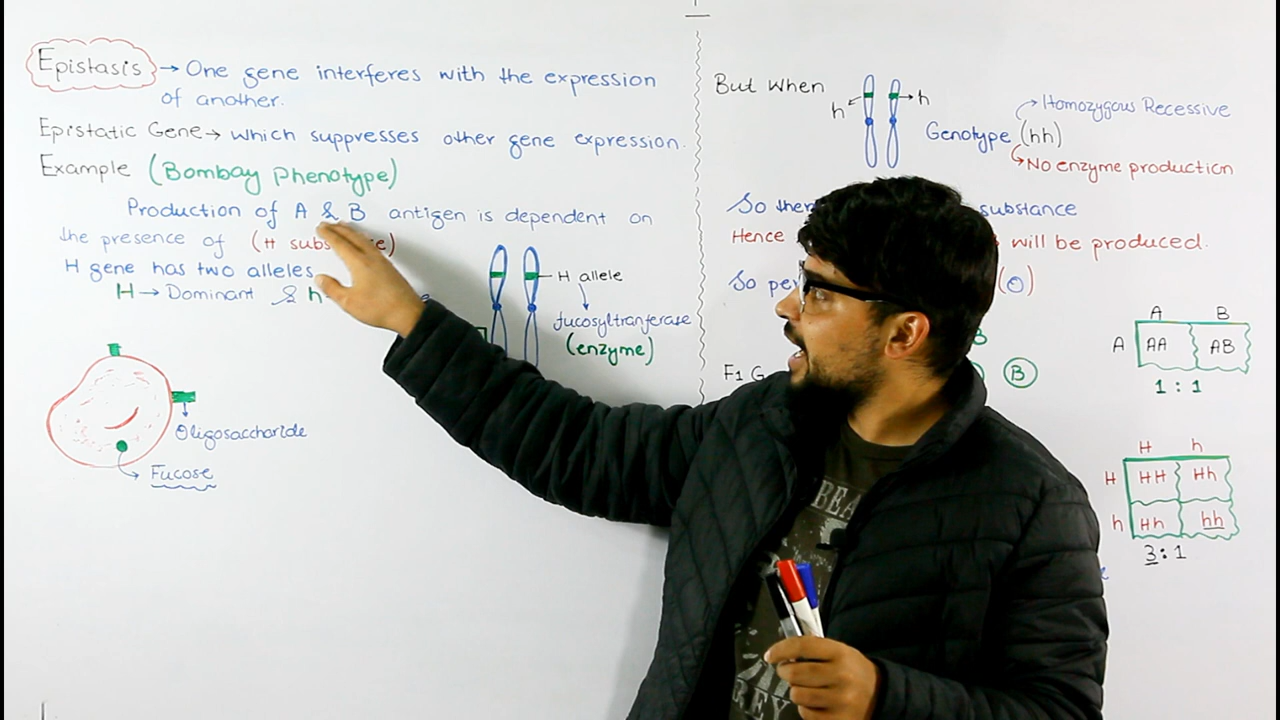 Epistasis → One gene interferes with the expression
of another.
Epistatic Gene → which suppresses other gene expression.
Example (Bombay Phenotype)
Production of A & B antigen is dependent on
the presence of (H
H gene has two alleles
H → Dominant & h
H allele
fucosyltranferase
(enzyme)
Oligosaccharide
Fucose
But when
h
h
Genotype (hh)
Homozygous Recessive
No enzyme production
So substance
Hence will be produced.
So (O)
F1 G
B
B
A B
A AA AB
1 : 1
H h
H HH Hh
h Hh hh
3 : 1
BEA
REY